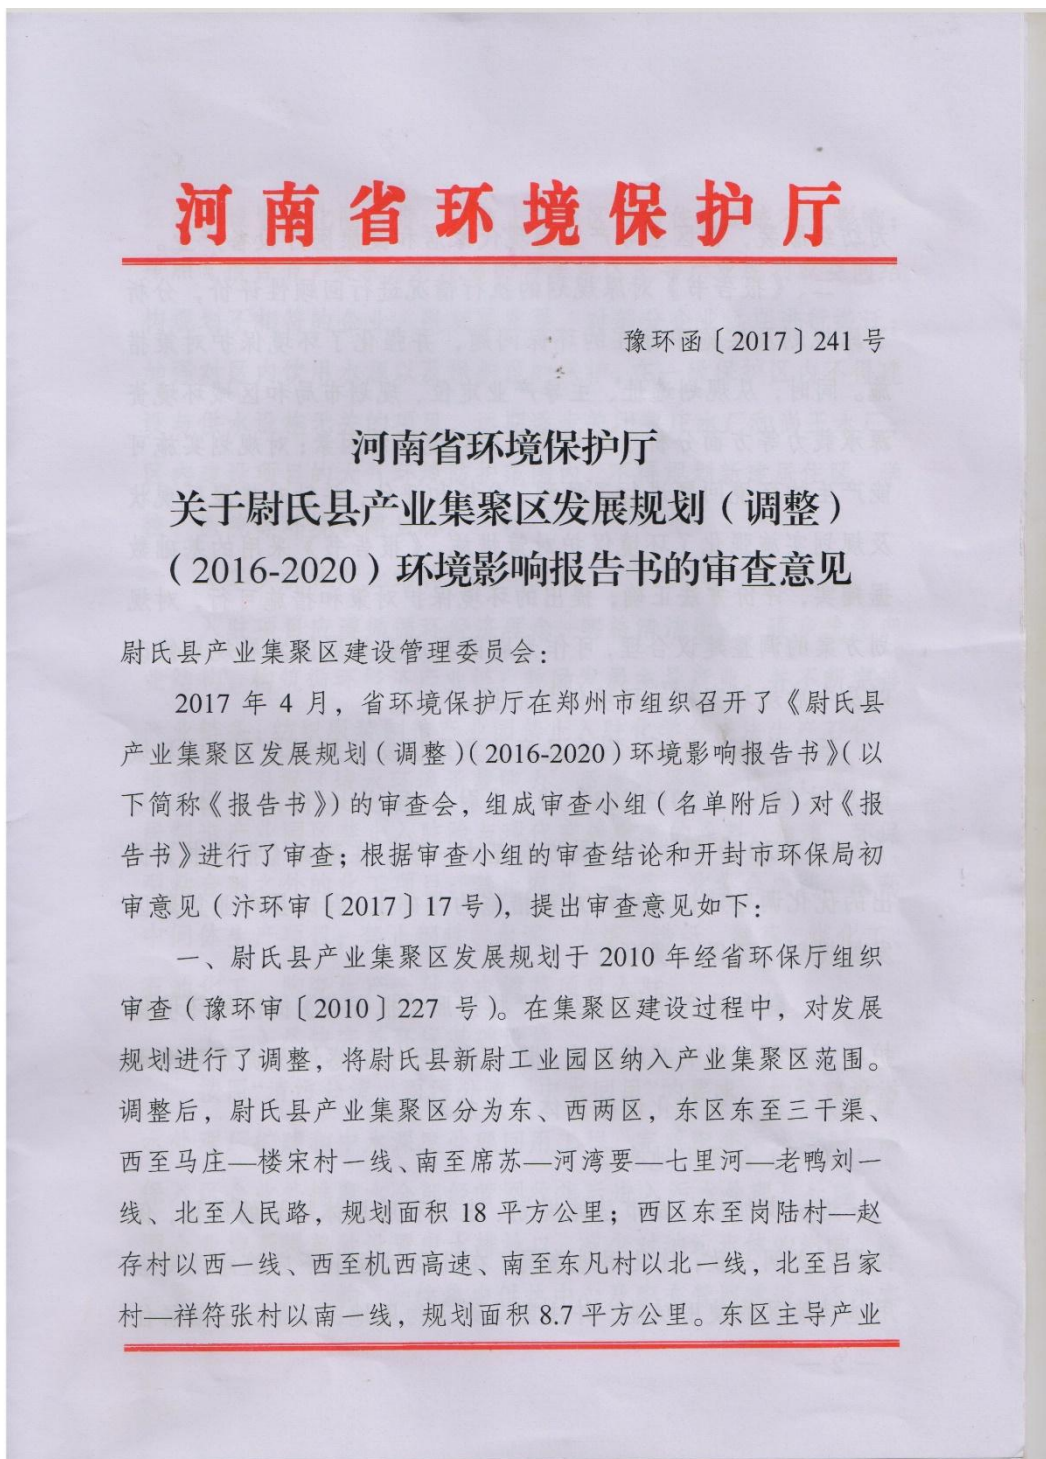 河南省环境保护厅
豫环函〔2017〕241号
河南省环境保护厅
关于尉氏县产业集聚区发展规划（调整）
（2016-2020）环境影响报告书的审查意见
尉氏县产业集聚区建设管理委员会：
2017 年 4 月，省环境保护厅在郑州市组织召开了《尉氏县
产业集聚区发展规划（调整）（2016-2020）环境影响报告书》（以
下简称《报告书》）的审查会，组成审查小组（名单附后）对《报
告书》进行了审查；根据审查小组的审查结论和开封市环保局初
审意见（汴环审〔2017〕17号），提出审查意见如下：
一、尉氏县产业集聚区发展规划于 2010 年经省环保厅组织
审查（豫环审〔2010〕227 号）。在集聚区建设过程中，对发展
规划进行了调整，将尉氏县新尉工业园区纳入产业集聚区范围。
调整后，尉氏县产业集聚区分为东、西两区，东区东至三干渠、
西至马庄—楼宋村一线、南至席苏—河湾要—七里河—老鸭刘一
线、北至人民路，规划面积 18 平方公里；西区东至岗陆村—赵
存村以西一线、西至机西高速、南至东凡村以北一线，北至吕家
村—祥符张村以南一线，规划面积 8.7 平方公里。东区主导产业